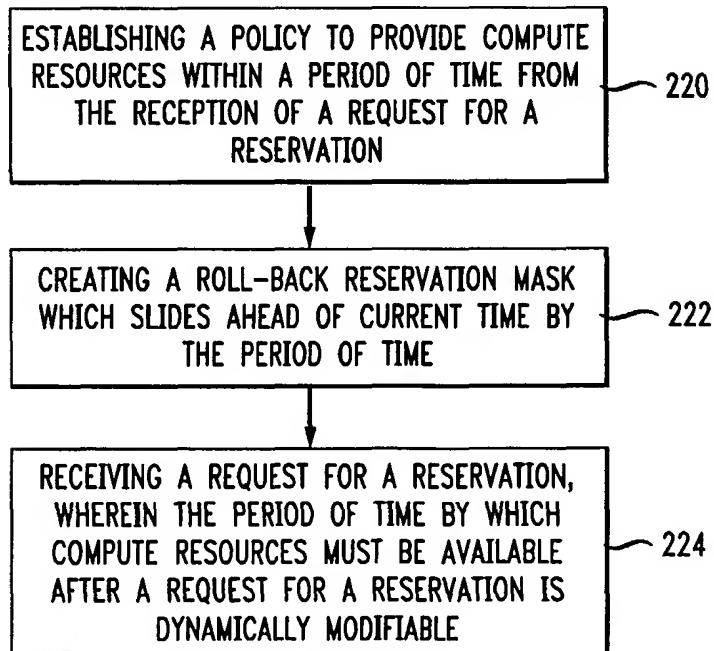 ESTABLISHING A POLICY TO PROVIDE COMPUTE
RESOURCES WITHIN A PERIOD OF TIME FROM
THE RECEPTION OF A REQUEST FOR A
RESERVATION
220
CREATING A ROLL-BACK RESERVATION MASK
WHICH SLIDES AHEAD OF CURRENT TIME BY
THE PERIOD OF TIME
222
RECEIVING A REQUEST FOR A RESERVATION,
WHEREIN THE PERIOD OF TIME BY WHICH
COMPUTE RESOURCES MUST BE AVAILABLE
AFTER A REQUEST FOR A RESERVATION IS
DYNAMICALLY MODIFIABLE
224